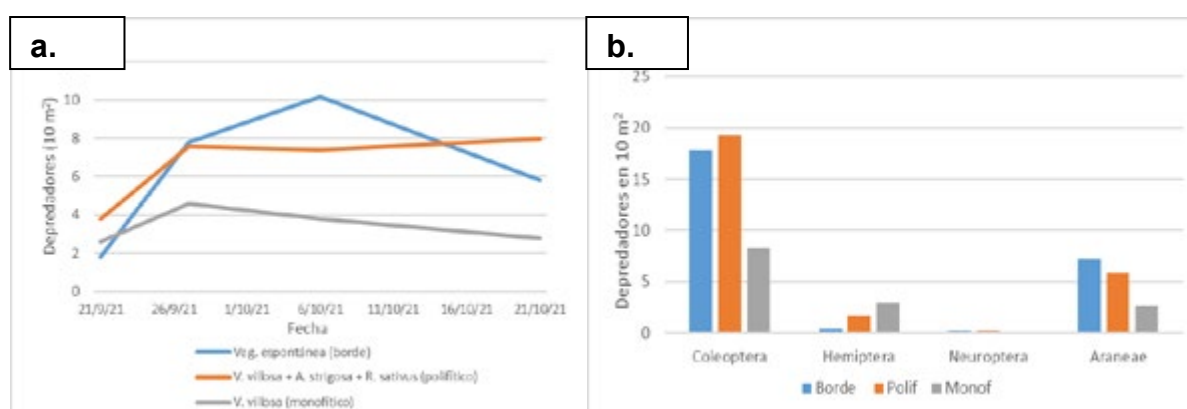 a.
Depredadores (10 m²)
10
8
6
4
2
0
21/9/21 26/9/21 1/10/21 6/10/21 11/10/21 16/10/21 21/10/21
Fecha
Veg. espontánea (borde)
V. villosa + A. strigosa + R. sativus (polifítico)
V. villosa (monofítico)
b.
Depredadores en 10 m²
25
20
15
10
5
0
Coleoptera Hemiptera Neuroptera Araneae
Borde Polif Monof